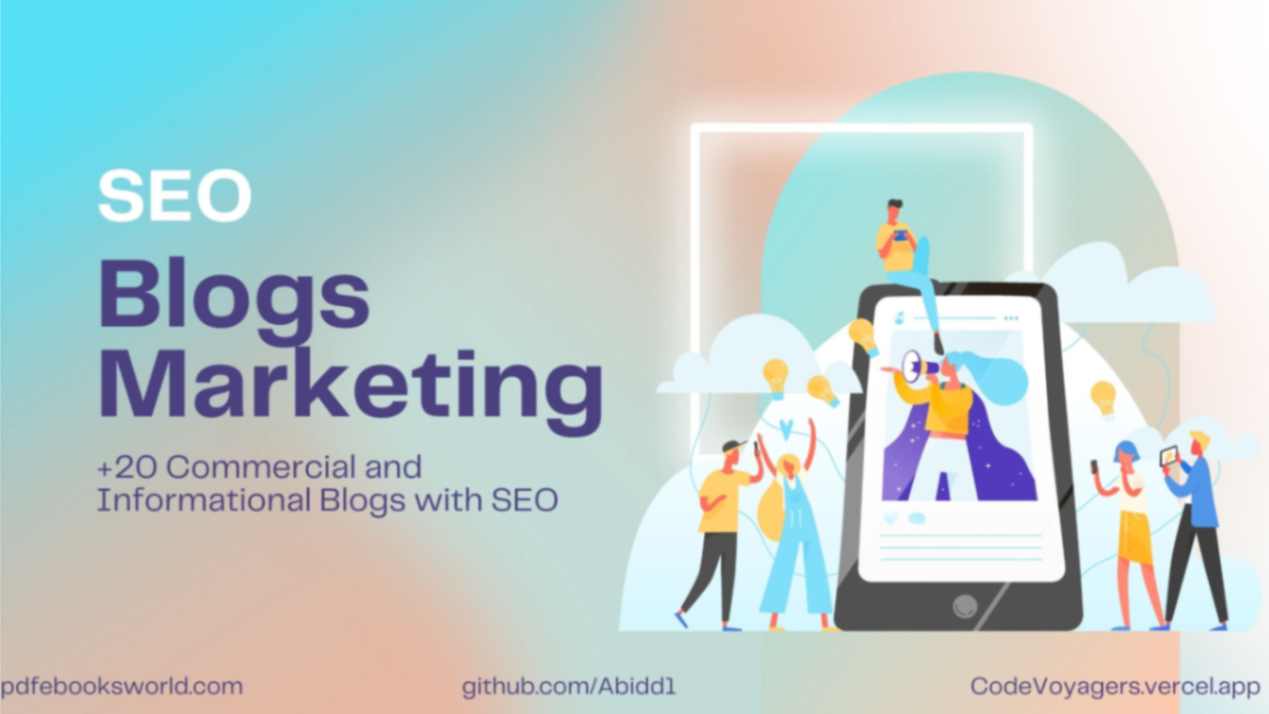 SEO
Blogs
Marketing
+20 Commercial and
Informational Blogs with SEO
pdfebooksworld.com
github.com/Abidd1
CodeVoyagers.vercel.app